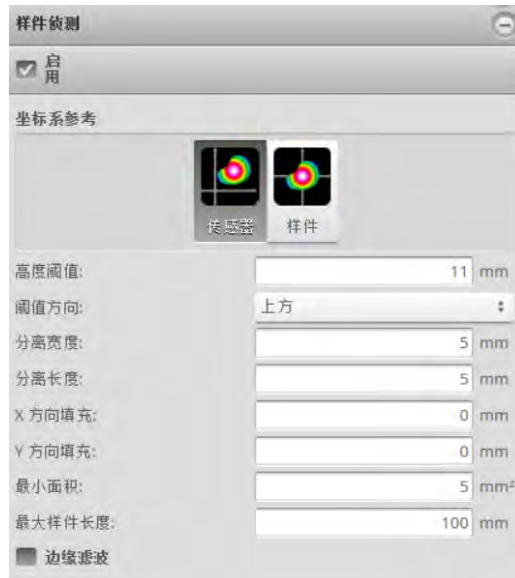 样件侦测
启
用
坐标系参考
传感器 样件
高度阈值: 11 mm
阈值方向: 上方
分离宽度: 5 mm
分离长度: 5 mm
X 方向填充: 0 mm
Y 方向填充: 0 mm
最小面积: 5 mm²
最大样件长度: 100 mm
边缘滤波